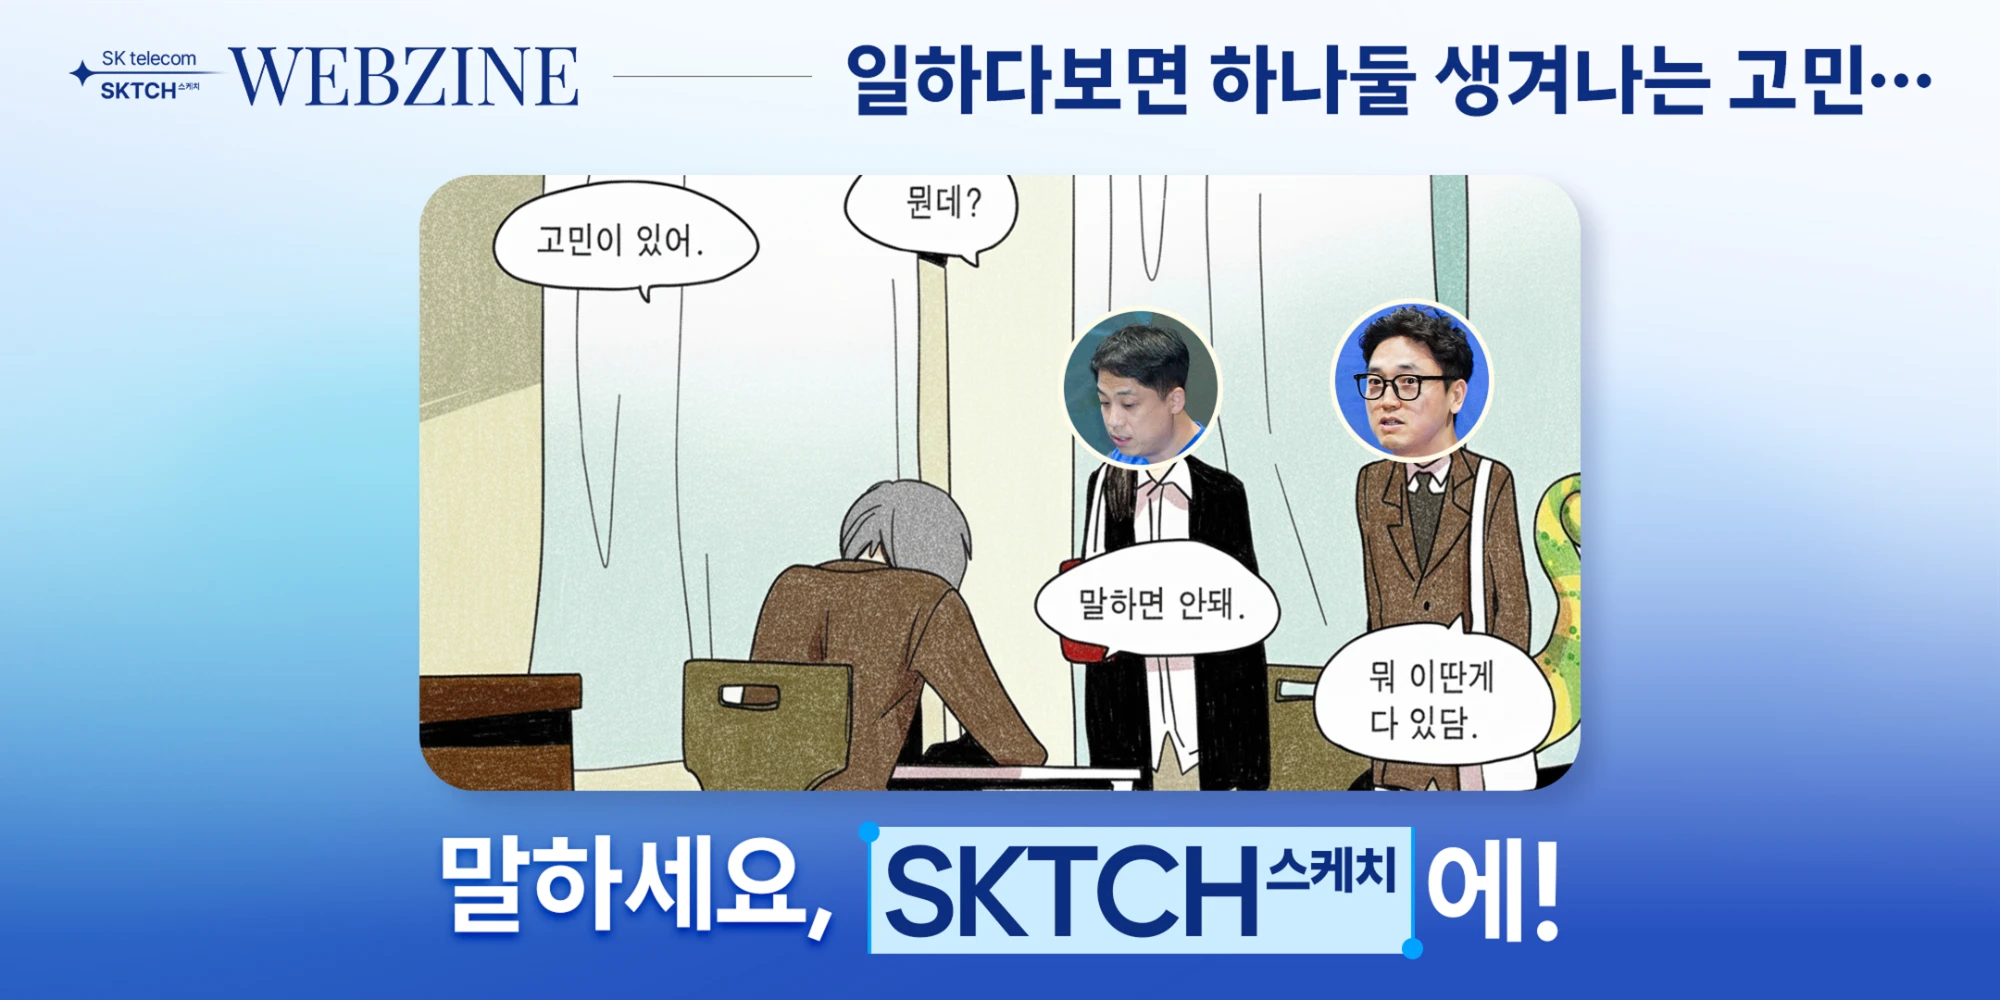 SK telecom
SKTCH스케치
WEBZINE
일하다보면 하나둘 생겨나는 고민…
고민이 있어.
뭔데?
말하면 안돼.
뭐 이딴게
다 있담.
말하세요, SKTCH스케치에!